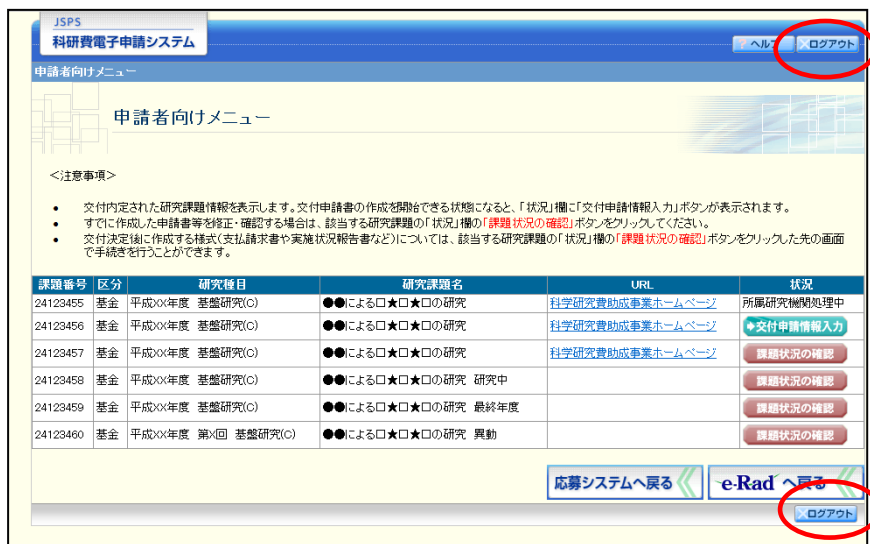 JSPS
科研費電子申請システム
? ヘルプ ×ログアウト
申請者向けメニュー
申請者向けメニュー
<注意事項>
• 交付内定された研究課題情報を表示します。交付申請書の作成を開始できる状態になると、「状況」欄に「交付申請情報入力」ボタンが表示されます。
• すでに作成した申請書等を修正・確認する場合は、該当する研究課題の「状況」欄の「課題状況の確認」ボタンをクリックしてください。
• 交付決定後に作成する様式(支払請求書や実施状況報告書など)については、該当する研究課題の「状況」欄の「課題状況の確認」ボタンをクリックした先の画面
で手続きを行うことができます。
課題番号 区分 研究種目 研究課題名 URL 状況
24123455 基金 平成XX年度 基盤研究(C) ●●による□★□★□の研究 科学研究費助成事業ホームページ 所属研究機関処理中
24123456 基金 平成XX年度 基盤研究(C) ●●による□★□★□の研究 科学研究費助成事業ホームページ 交付申請情報入力
24123457 基金 平成XX年度 基盤研究(C) ●●による□★□★□の研究 科学研究費助成事業ホームページ 課題状況の確認
24123458 基金 平成XX年度 基盤研究(C) ●●による□★□★□の研究 研究中 課題状況の確認
24123459 基金 平成XX年度 基盤研究(C) ●●による□★□★□の研究 最終年度 課題状況の確認
24123460 基金 平成XX年度 第X回 基盤研究(C) ●●による□★□★□の研究 異動 課題状況の確認
応募システムへ戻る e-Rad へ戻る
×ログアウト